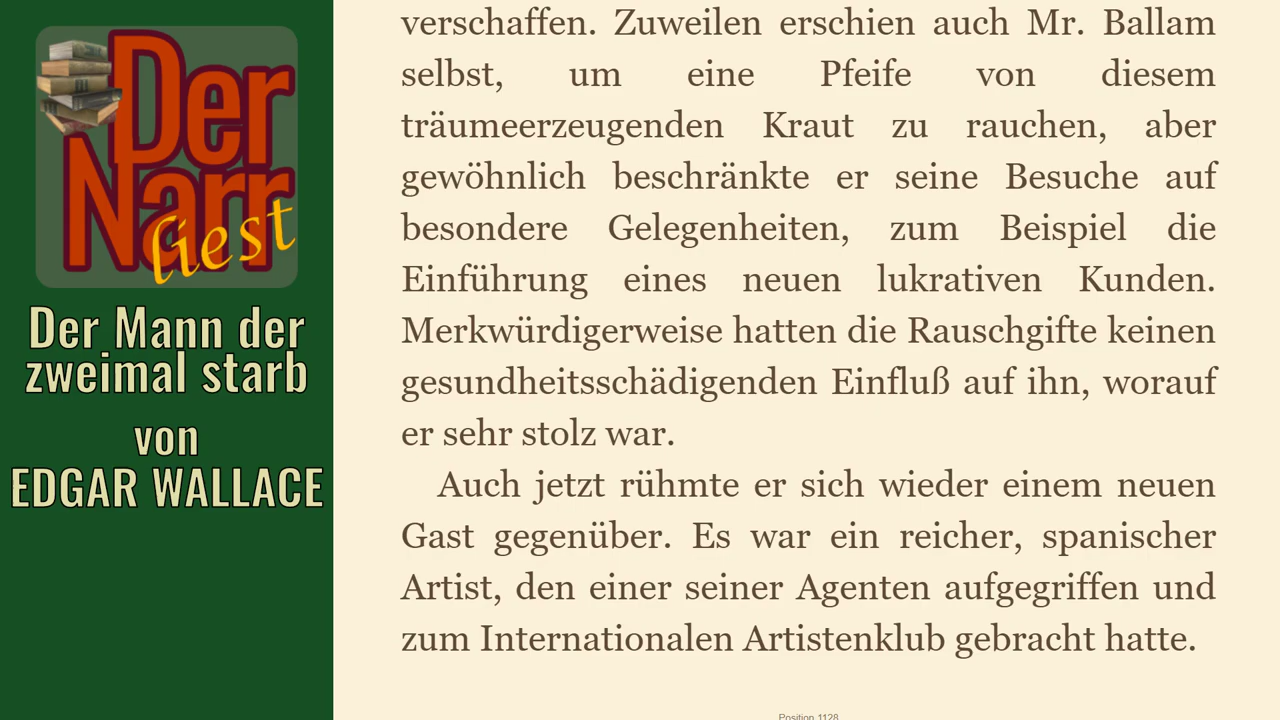 Der
Narr
liest
Der Mann der
zweimal starb
von
EDGAR WALLACE
verschaffen. Zuweilen erschien auch Mr. Ballam
selbst, um eine Pfeife von diesem
träumeerzeugenden Kraut zu rauchen, aber
gewöhnlich beschränkte er seine Besuche auf
besondere Gelegenheiten, zum Beispiel die
Einführung eines neuen lukrativen Kunden.
Merkwürdigerweise hatten die Rauschgifte keinen
gesundheitsschädigenden Einfluß auf ihn, worauf
er sehr stolz war.
Auch jetzt rühmte er sich wieder einem neuen
Gast gegenüber. Es war ein reicher, spanischer
Artist, den einer seiner Agenten aufgegriffen und
zum Internationalen Artistenklub gebracht hatte.
Position 1128